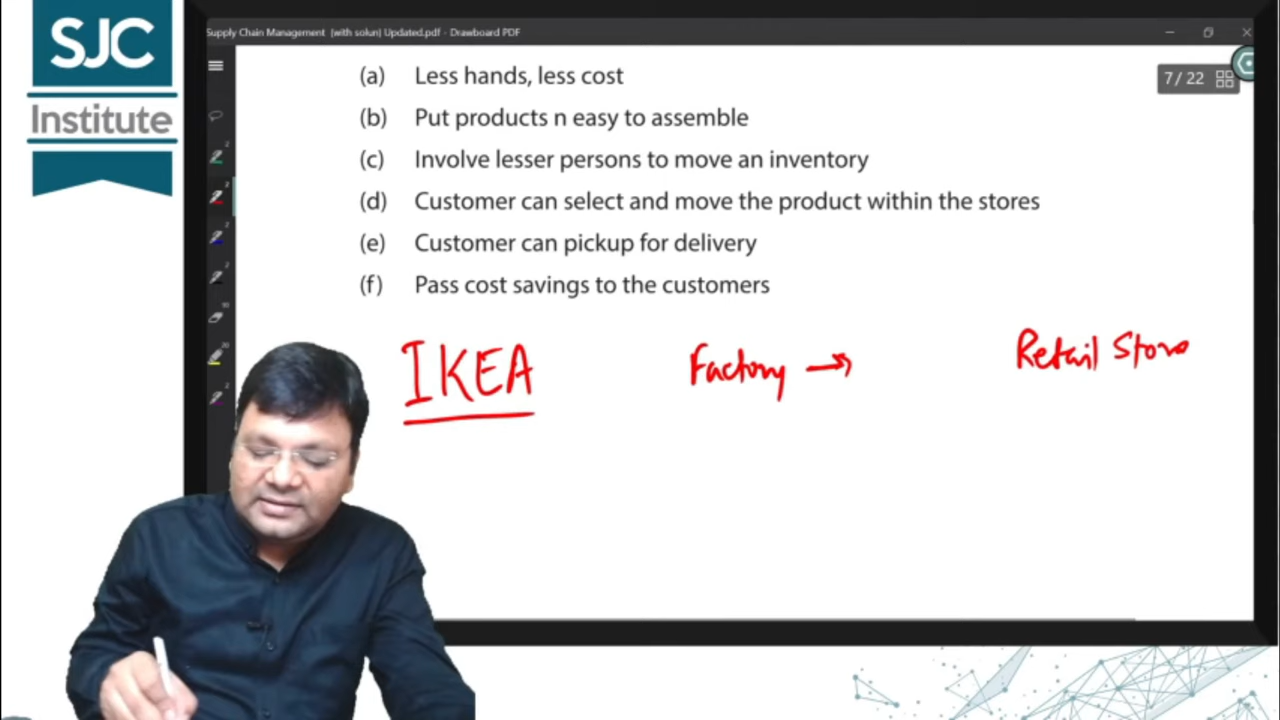 SJC
Institute
Supply Chain Management (with solun) Updated.pdf - Drawboard PDF
7 / 22
(a) Less hands, less cost
(b) Put products n easy to assemble
(c) Involve lesser persons to move an inventory
(d) Customer can select and move the product within the stores
(e) Customer can pickup for delivery
(f) Pass cost savings to the customers
IKEA Factory → Retail Store